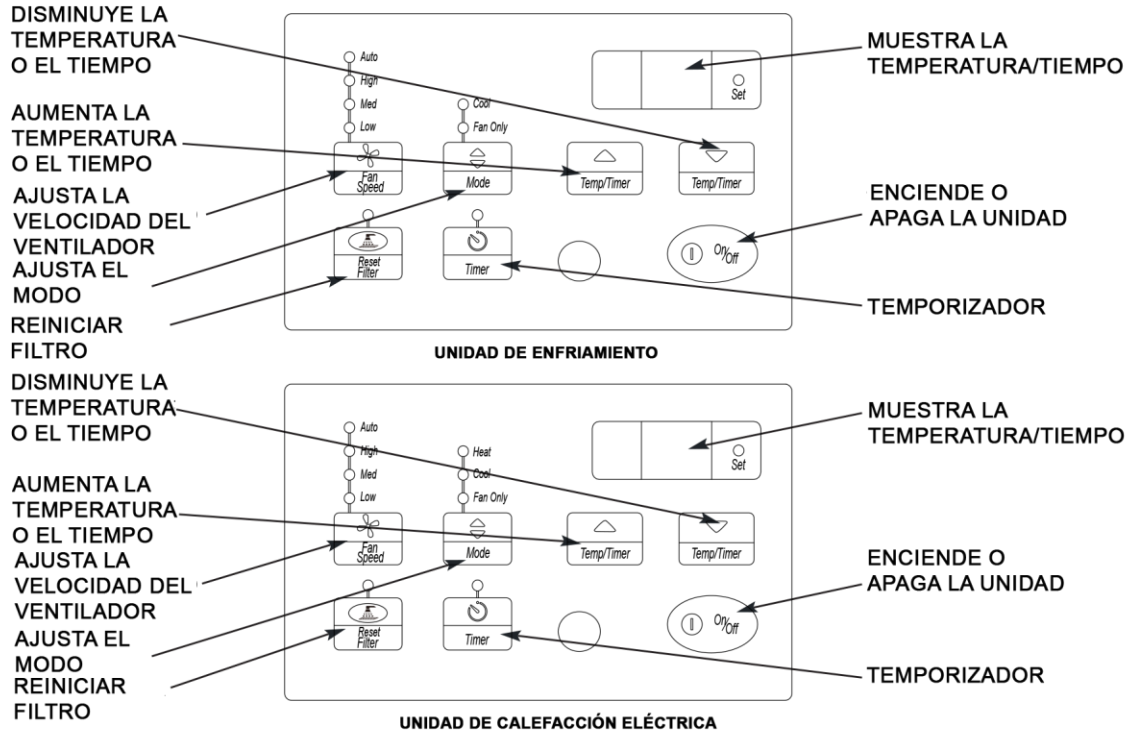 DISMINUYE LA
TEMPERATURA
O EL TIEMPO
AUMENTA LA
TEMPERATURA
O EL TIEMPO
AJUSTA LA
VELOCIDAD DEL
VENTILADOR
AJUSTA EL
MODO
REINICIAR
FILTRO
Auto
High
Med
Low
Fan
Speed
Cool
Fan Only
Mode
Temp/Timer
Temp/Timer
Set
Reset
Filter
Timer
On/Off
MUESTRA LA
TEMPERATURA/TIEMPO
ENCIENDE O
APAGA LA UNIDAD
TEMPORIZADOR
UNIDAD DE ENFRIAMIENTO
DISMINUYE LA
TEMPERATURA
O EL TIEMPO
AUMENTA LA
TEMPERATURA
O EL TIEMPO
AJUSTA LA
VELOCIDAD DEL
VENTILADOR
AJUSTA EL
MODO
REINICIAR
FILTRO
Auto
High
Med
Low
Fan
Speed
Heat
Cool
Fan Only
Mode
Temp/Timer
Temp/Timer
Set
Reset
Filter
Timer
On/Off
MUESTRA LA
TEMPERATURA/TIEMPO
ENCIENDE O
APAGA LA UNIDAD
TEMPORIZADOR
UNIDAD DE CALEFACCIÓN ELÉCTRICA